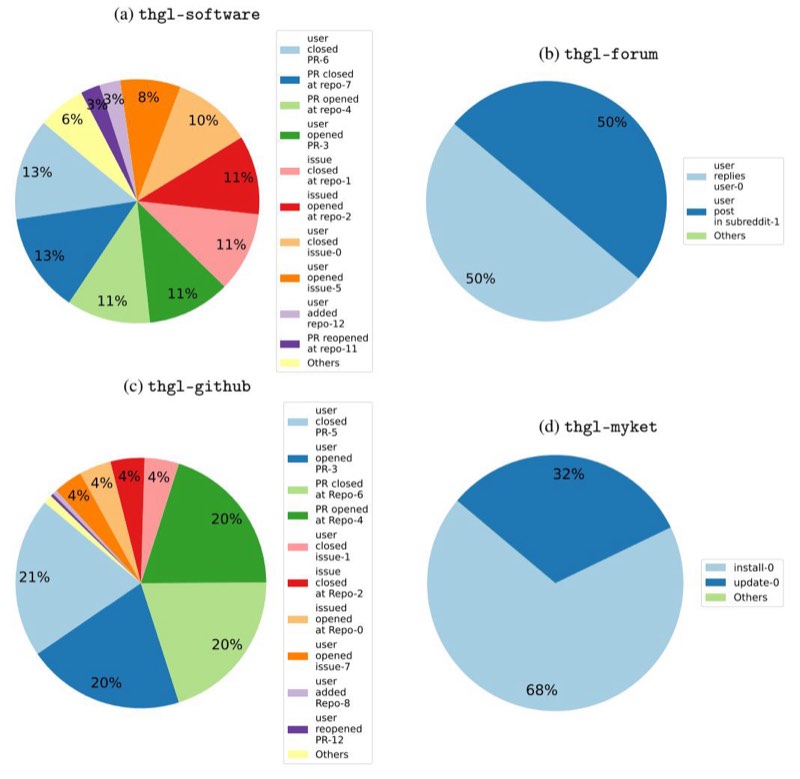 (a) thgl-software
8%
10%
11%
11%
11%
11%
13%
13%
6%
3%
3%
user
closed
PR-6
PR closed
at repo-7
PR opened
at repo-4
user
opened
PR-3
issue
closed
at repo-1
issued
opened
at repo-2
user
closed
issue-0
user
opened
issue-5
user
added
repo-12
PR reopened
at repo-11
Others
(b) thgl-forum
50%
50%
user
replies
user-0
user
post
in subreddit-1
Others
(c) thgl-github
4%
4%
4%
4%
20%
21%
20%
20%
user
closed
PR-5
user
opened
PR-3
PR closed
at Repo-6
PR opened
at Repo-4
user
closed
issue-1
issue
closed
at Repo-2
issued
opened
at Repo-0
user
opened
issue-7
user
added
Repo-8
user
reopened
PR-12
Others
(d) thgl-myket
32%
68%
install-0
update-0
Others